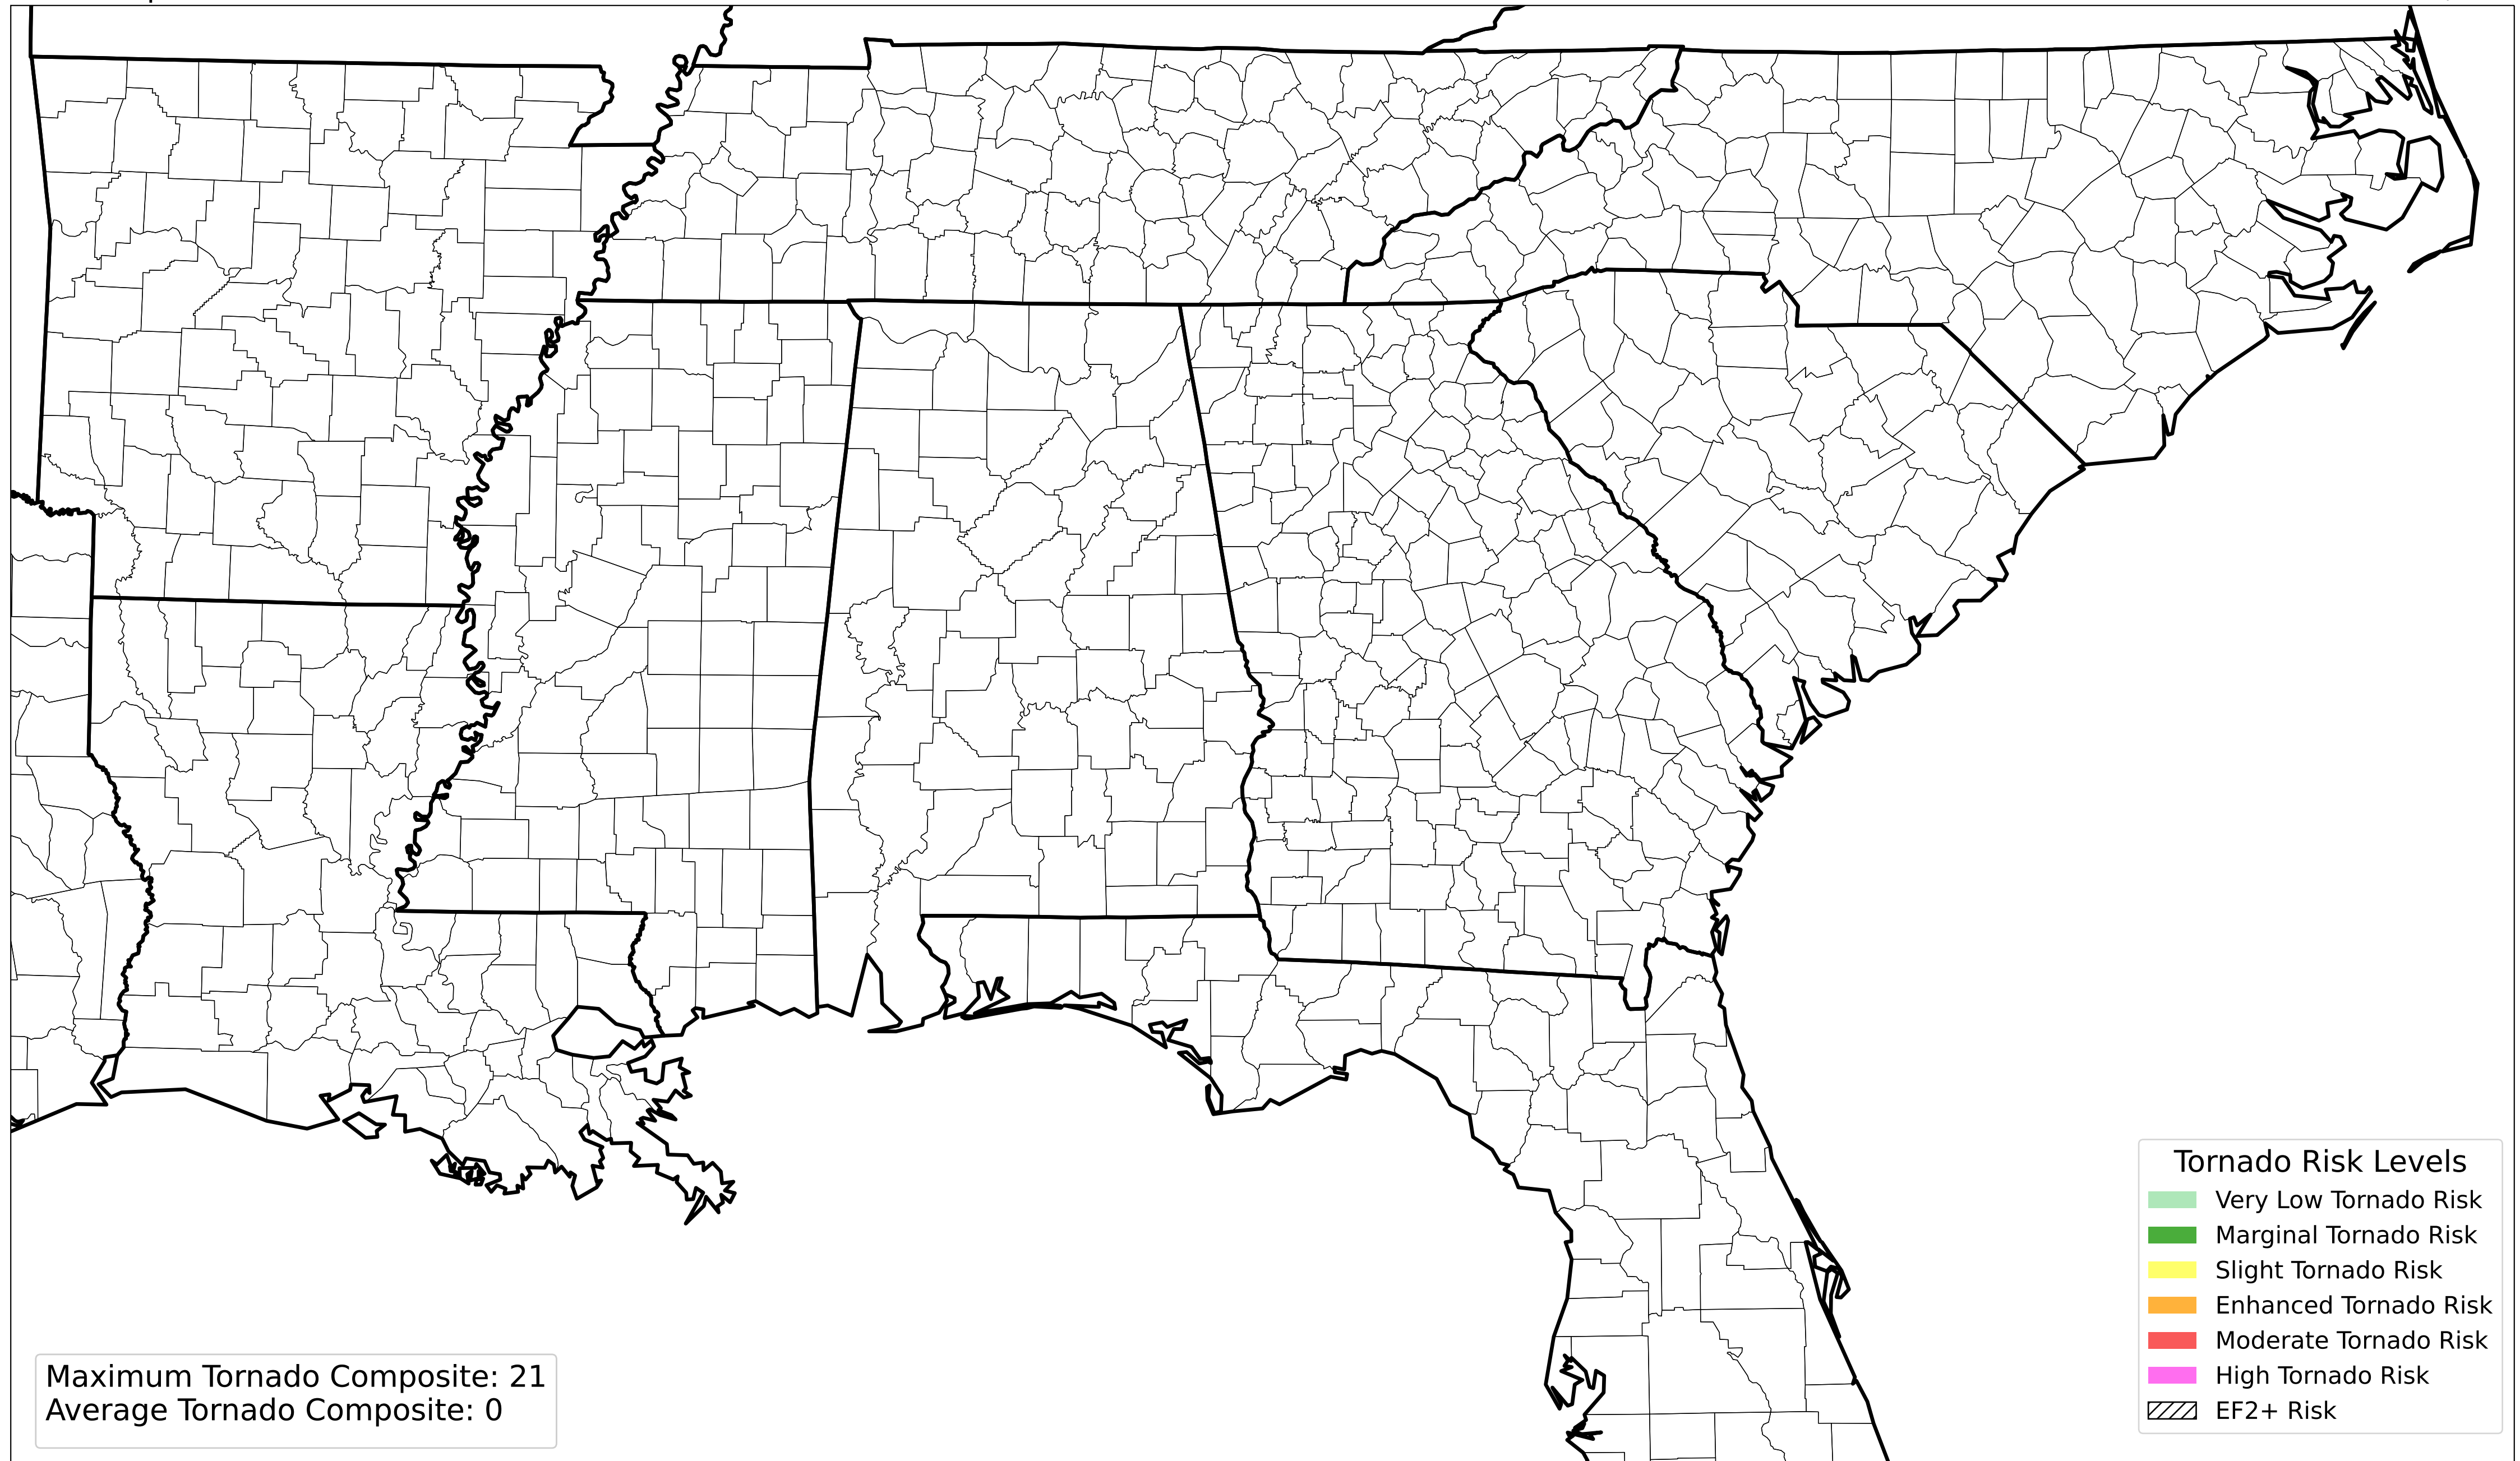 Tornado Risk Levels
Very Low Tornado Risk
Marginal Tornado Risk
Slight Tornado Risk
Enhanced Tornado Risk
Moderate Tornado Risk
High Tornado Risk
EF2+ Risk
Maximum Tornado Composite: 21
Average Tornado Composite: 0